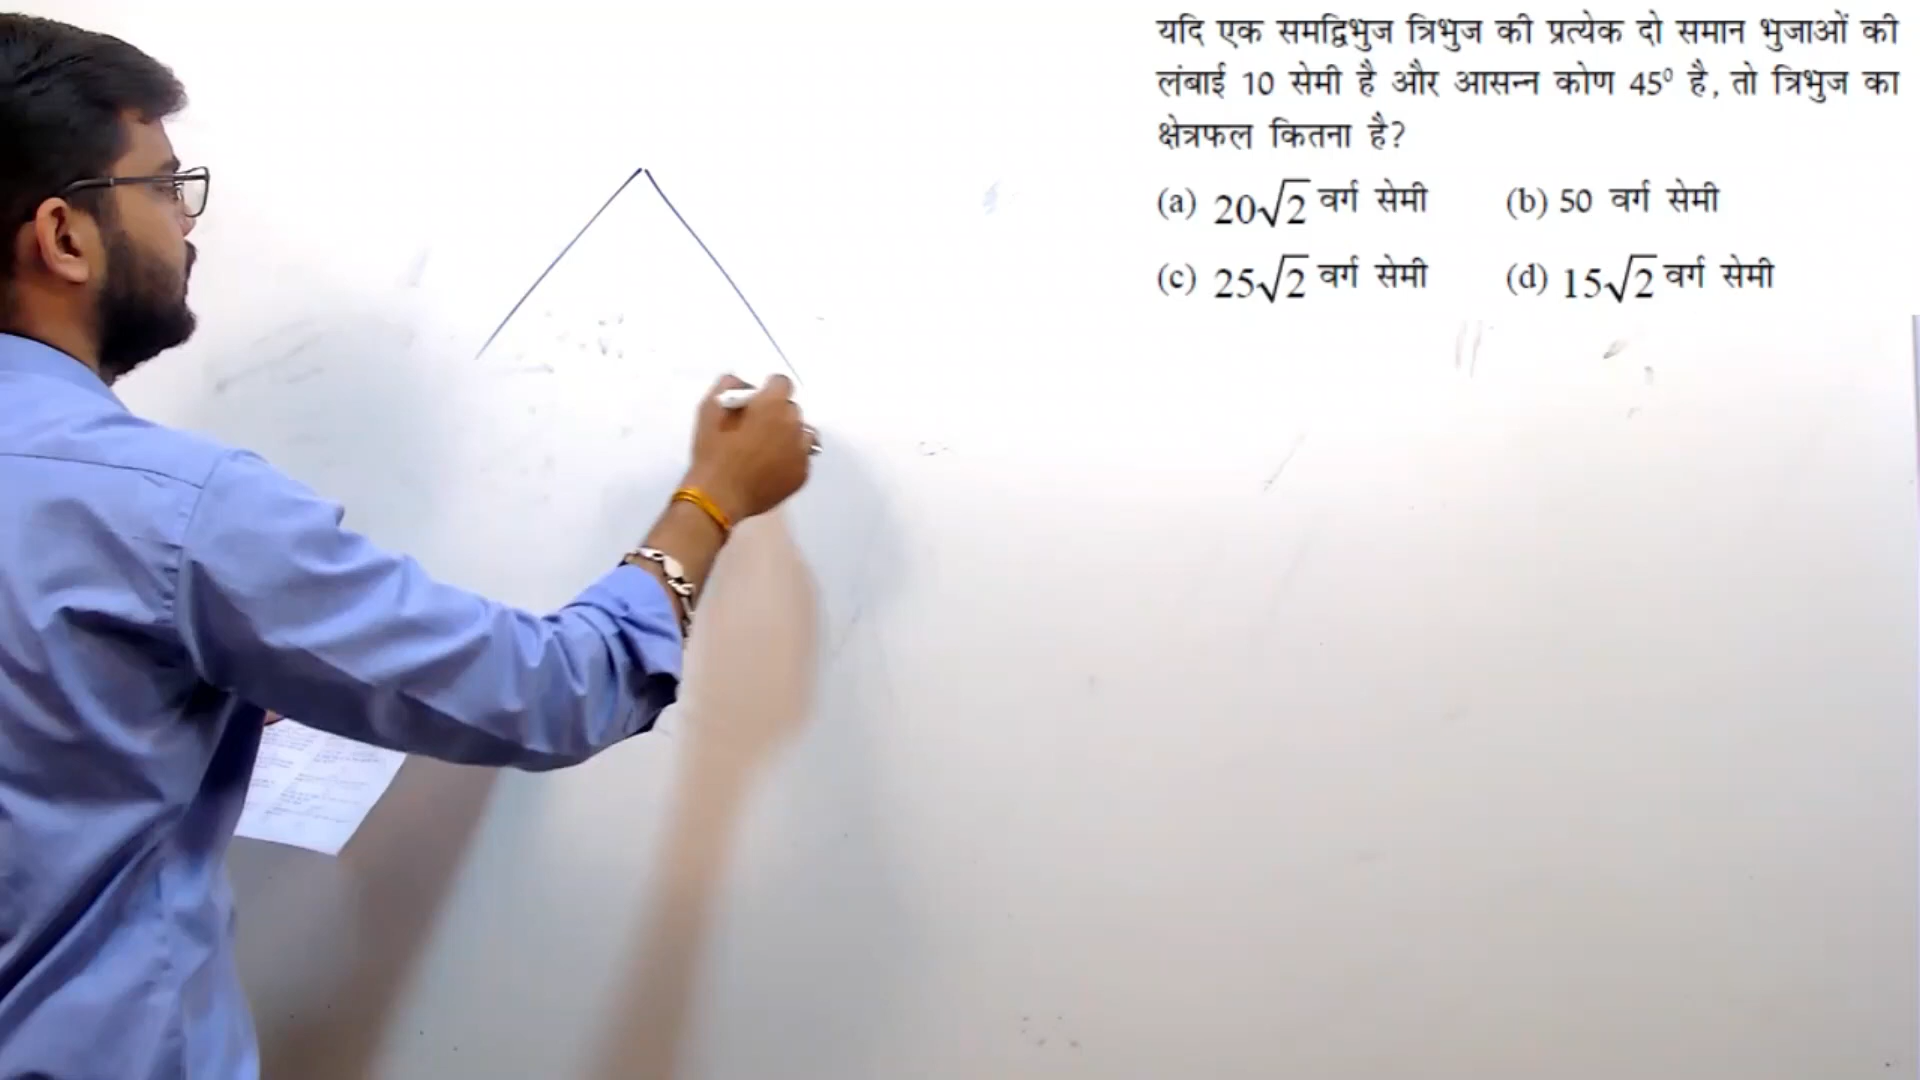 यदि एक समद्विभुज त्रिभुज की प्रत्येक दो समान भुजाओं की
लंबाई 10 सेमी है और आसन्न कोण 45⁰ है, तो त्रिभुज का
क्षेत्रफल कितना है?
(a) 20√2 वर्ग सेमी (b) 50 वर्ग सेमी
(c) 25√2 वर्ग सेमी (d) 15√2 वर्ग सेमी